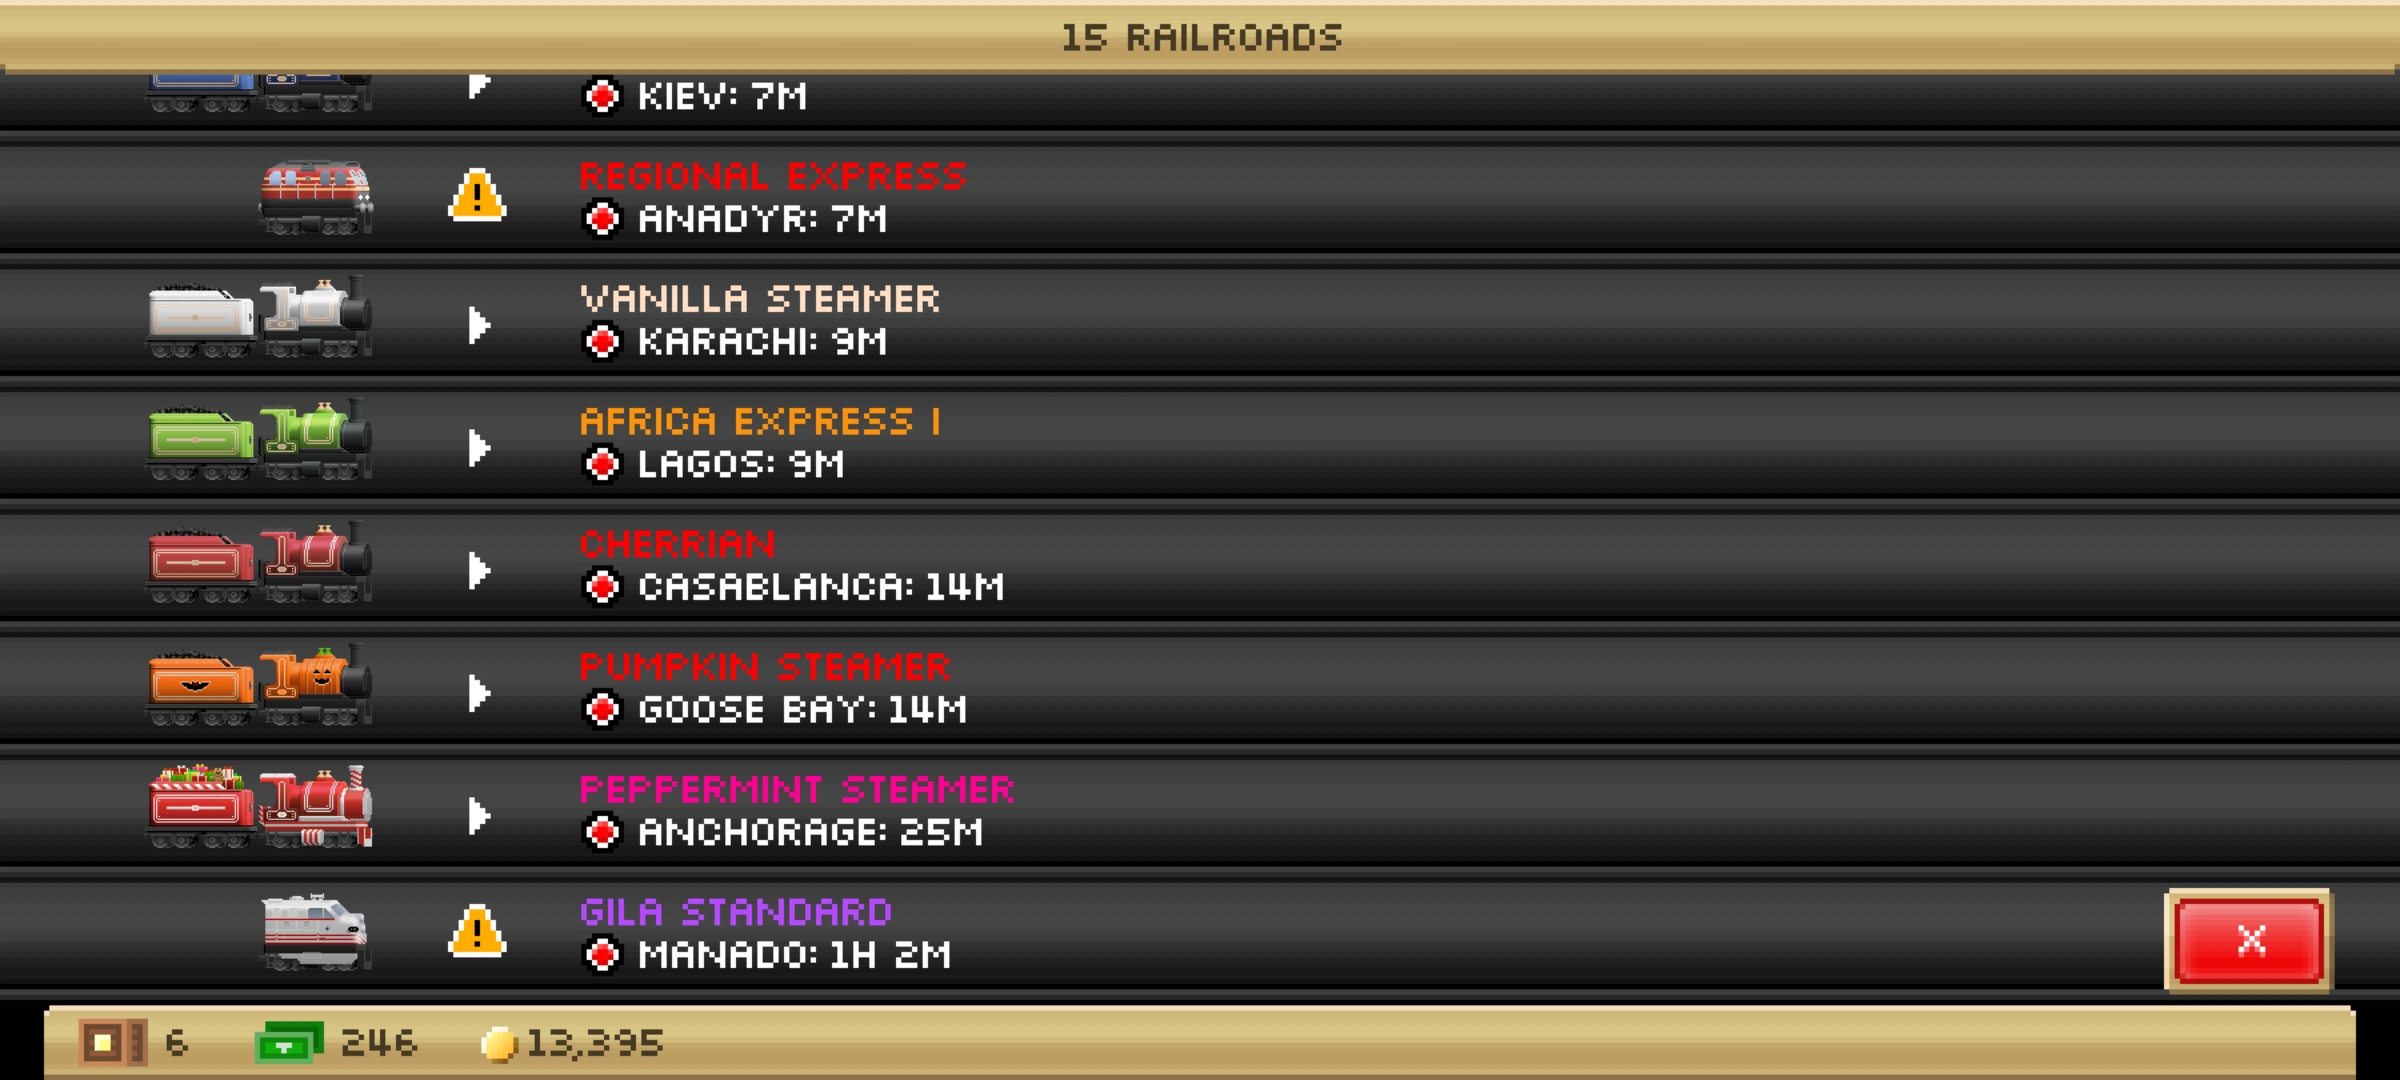 15 RAILROADS
KIEV: 7M
REGIONAL EXPRESS
ANADYR: 7M
VANILLA STEAMER
KARACHI: 9M
AFRICA EXPRESS I
LAGOS: 9M
CHERRIAN
CASABLANCA: 14M
PUMPKIN STEAMER
GOOSE BAY: 14M
PEPPERMINT STEAMER
ANCHORAGE: 25M
GILA STANDARD
MANADO: 1H 2M
X
6 246 13,395